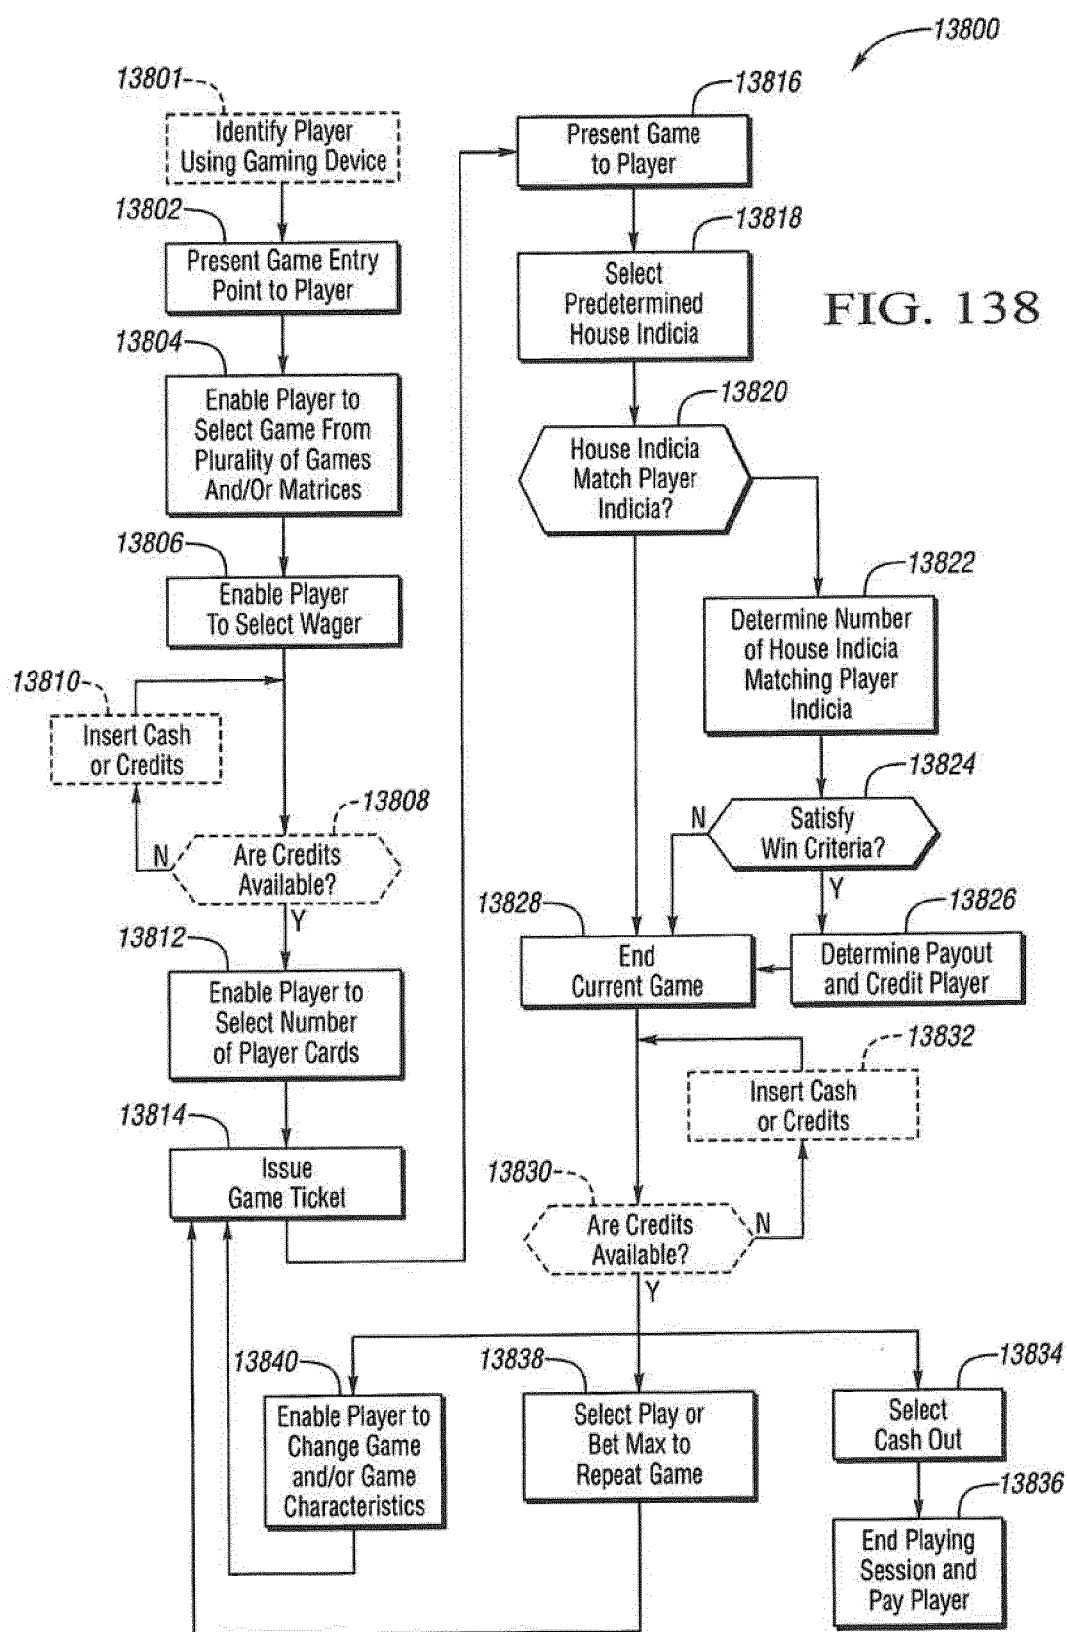 13800
13801
Identify Player
Using Gaming Device
13802
Present Game Entry
Point to Player
13804
Enable Player to
Select Game From
Plurality of Games
And/Or Matrices
13806
Enable Player
To Select Wager
13810
Insert Cash
or Credits
13808
Are Credits
Available?
N
Y
13812
Enable Player to
Select Number
of Player Cards
13814
Issue
Game Ticket
13816
Present Game
to Player
13818
Select
Predetermined
House Indicia
FIG. 138
13820
House Indicia
Match Player
Indicia?
13822
Determine Number
of House Indicia
Matching Player
Indicia
13824
Satisfy
Win Criteria?
N
Y
13826
Determine Payout
and Credit Player
13828
End
Current Game
13832
Insert Cash
or Credits
13830
Are Credits
Available?
N
Y
13840
Enable Player to
Change Game
and/or Game
Characteristics
13838
Select Play or
Bet Max to
Repeat Game
13834
Select
Cash Out
13836
End Playing
Session and
Pay Player